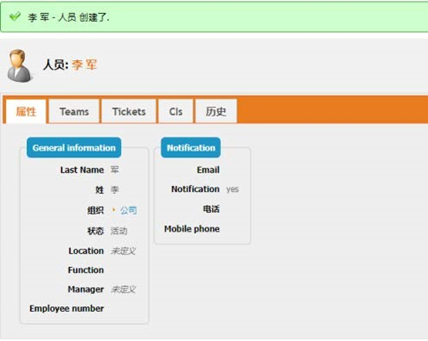 李 军 - 人员 创建了.
人员: 李 军
属性 Teams Tickets CIs 历史
General information
Last Name 军
姓 李
组织 公司
状态 活动
Location 未定义
Function
Manager 未定义
Employee number
Notification
Email
Notification yes
电话
Mobile phone